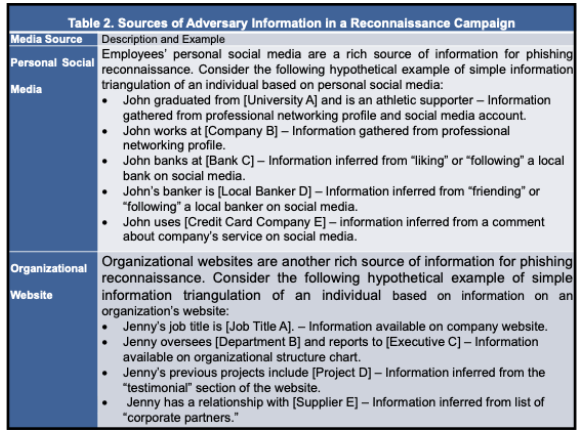 Table 2. Sources of Adversary Information in a Reconnaissance Campaign
Media Source Description and Example
Personal Social
Media
Employees' personal social media are a rich source of information for phishing
reconnaissance. Consider the following hypothetical example of simple information
triangulation of an individual based on personal social media:
• John graduated from [University A] and is an athletic supporter – Information
gathered from professional networking profile and social media account.
• John works at [Company B] – Information gathered from professional
networking profile.
• John banks at [Bank C] – Information inferred from “liking” or “following” a local
bank on social media.
• John's banker is [Local Banker D] – Information inferred from “friending” or
“following” a local banker on social media.
• John uses [Credit Card Company E] – information inferred from a comment
about company's service on social media.
Organizational
Website
Organizational websites are another rich source of information for phishing
reconnaissance. Consider the following hypothetical example of simple
information triangulation of an individual based on information on an
organization's website:
• Jenny's job title is [Job Title A]. – Information available on company website.
• Jenny oversees [Department B] and reports to [Executive C] – Information
available on organizational structure chart.
• Jenny's previous projects include [Project D] – Information inferred from the
“testimonial” section of the website.
• Jenny has a relationship with [Supplier E] – Information inferred from list of
“corporate partners.”